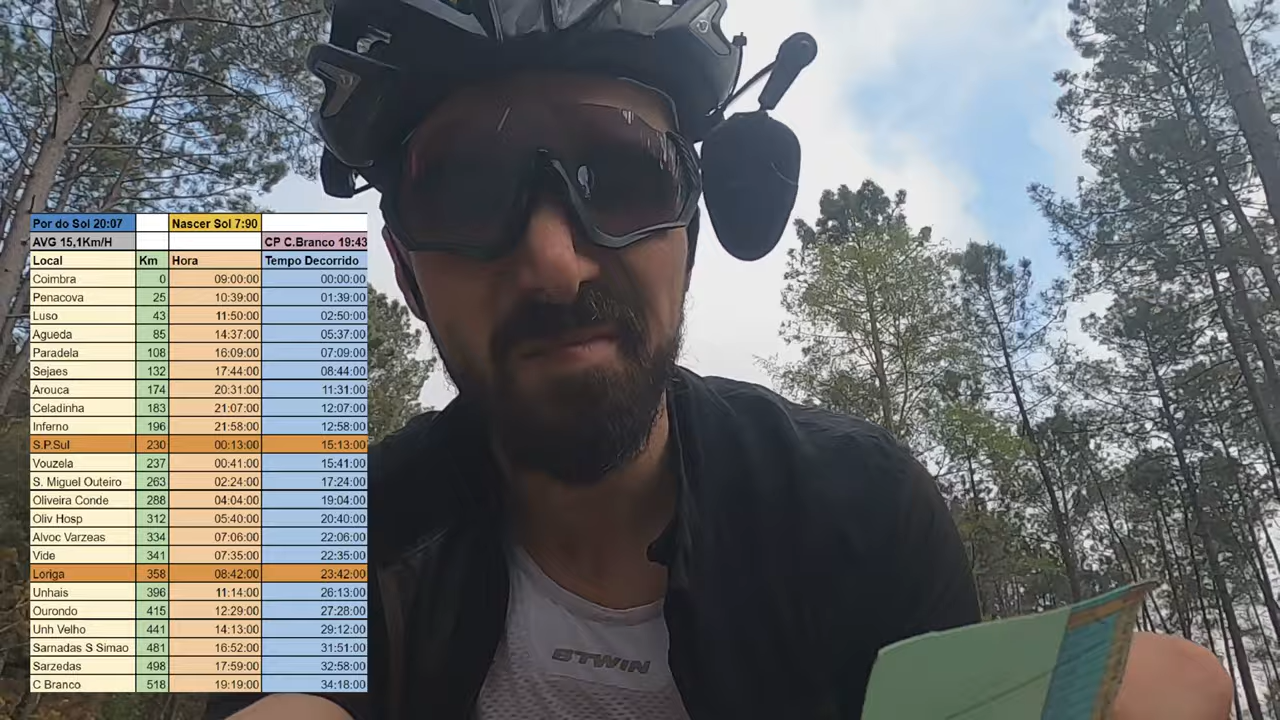 Por do Sol 20:07 Nascer Sol 7:90
AVG 15,1Km/H CP C.Branco 19:43
Local Km Hora Tempo Decorrido
Coimbra 0 09:00:00 00:00:00
Penacova 25 10:39:00 01:39:00
Luso 43 11:50:00 02:50:00
Agueda 85 14:37:00 05:37:00
Paradela 108 16:09:00 07:09:00
Sejaes 132 17:44:00 08:44:00
Arouca 174 20:31:00 11:31:00
Celadinha 183 21:07:00 12:07:00
Inferno 196 21:58:00 12:58:00
S.P.Sul 230 00:13:00 15:13:00
Vouzela 237 00:41:00 15:41:00
S. Miguel Outeiro 263 02:24:00 17:24:00
Oliveira Conde 288 04:04:00 19:04:00
Oliv Hosp 312 05:40:00 20:40:00
Alvoc Varzeas 334 07:06:00 22:06:00
Vide 341 07:35:00 22:35:00
Loriga 358 08:42:00 23:42:00
Unhais 396 11:14:00 26:13:00
Ourondo 415 12:29:00 27:28:00
Unh Velho 441 14:13:00 29:12:00
Sarnadas S Simao 481 16:52:00 31:51:00
Sarzedas 498 17:59:00 32:58:00
C Branco 518 19:19:00 34:18:00
BTWIN